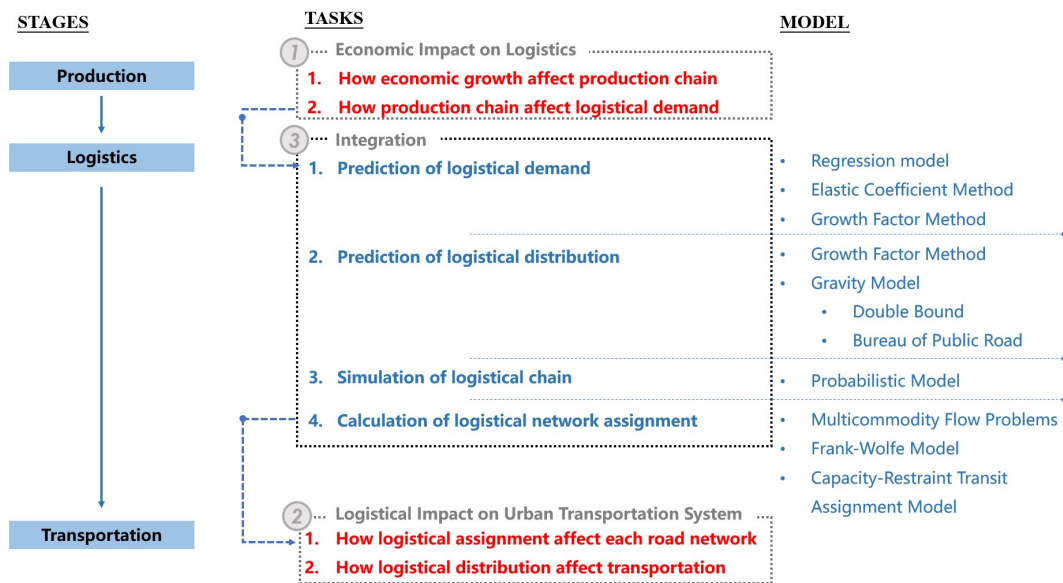 STAGES
TASKS
MODEL
Production
Logistics
Transportation
1 Economic Impact on Logistics
1. How economic growth affect production chain
2. How production chain affect logistical demand
3 Integration
1. Prediction of logistical demand
• Regression model
• Elastic Coefficient Method
• Growth Factor Method
2. Prediction of logistical distribution
• Growth Factor Method
• Gravity Model
• Double Bound
• Bureau of Public Road
3. Simulation of logistical chain
• Probabilistic Model
4. Calculation of logistical network assignment
• Multicommodity Flow Problems
• Frank-Wolfe Model
• Capacity-Restraint Transit
Assignment Model
2 Logistical Impact on Urban Transportation System
1. How logistical assignment affect each road network
2. How logistical distribution affect transportation